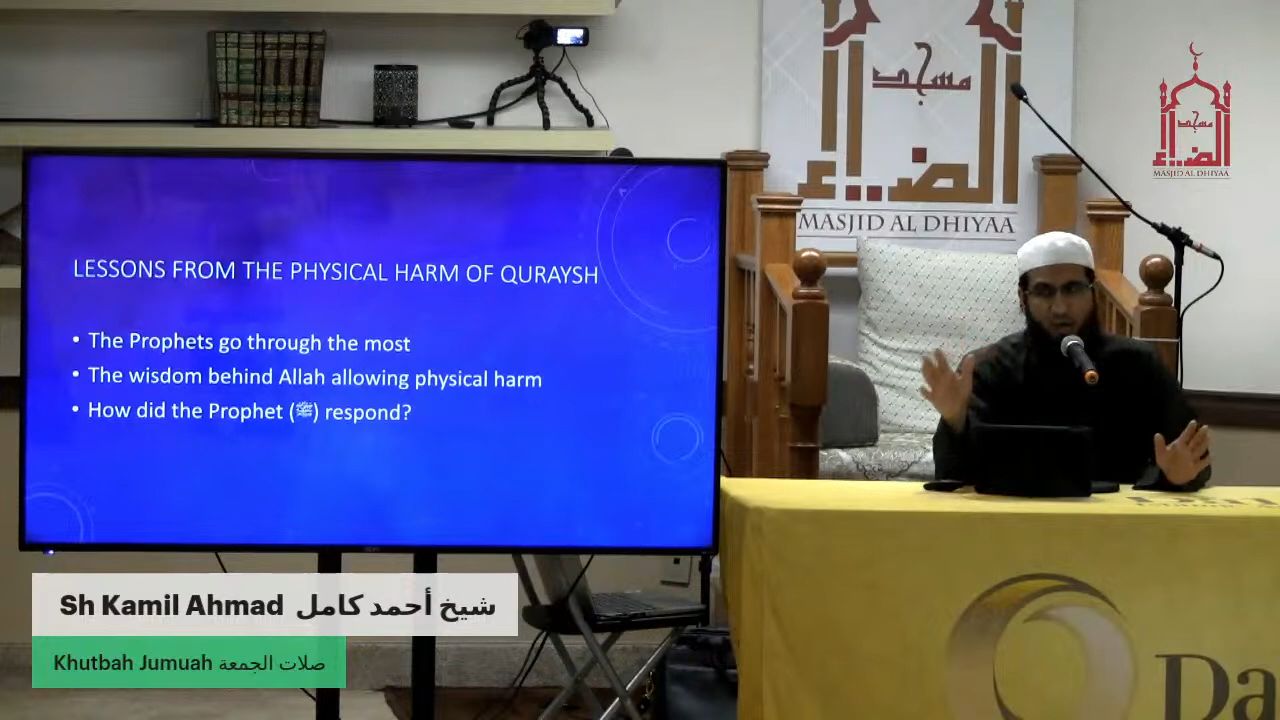 LESSONS FROM THE PHYSICAL HARM OF QURAYSH
• The Prophets go through the most
• The wisdom behind Allah allowing physical harm
• How did the Prophet (ﷺ) respond?
مسجد
الضياء
MASJID AL DHIYAA
مسجد
الضياء
MASJID AL DHIYAA
Sh Kamil Ahmad شيخ أحمد كامل
Khutbah Jumuah صلات الجمعة
Da